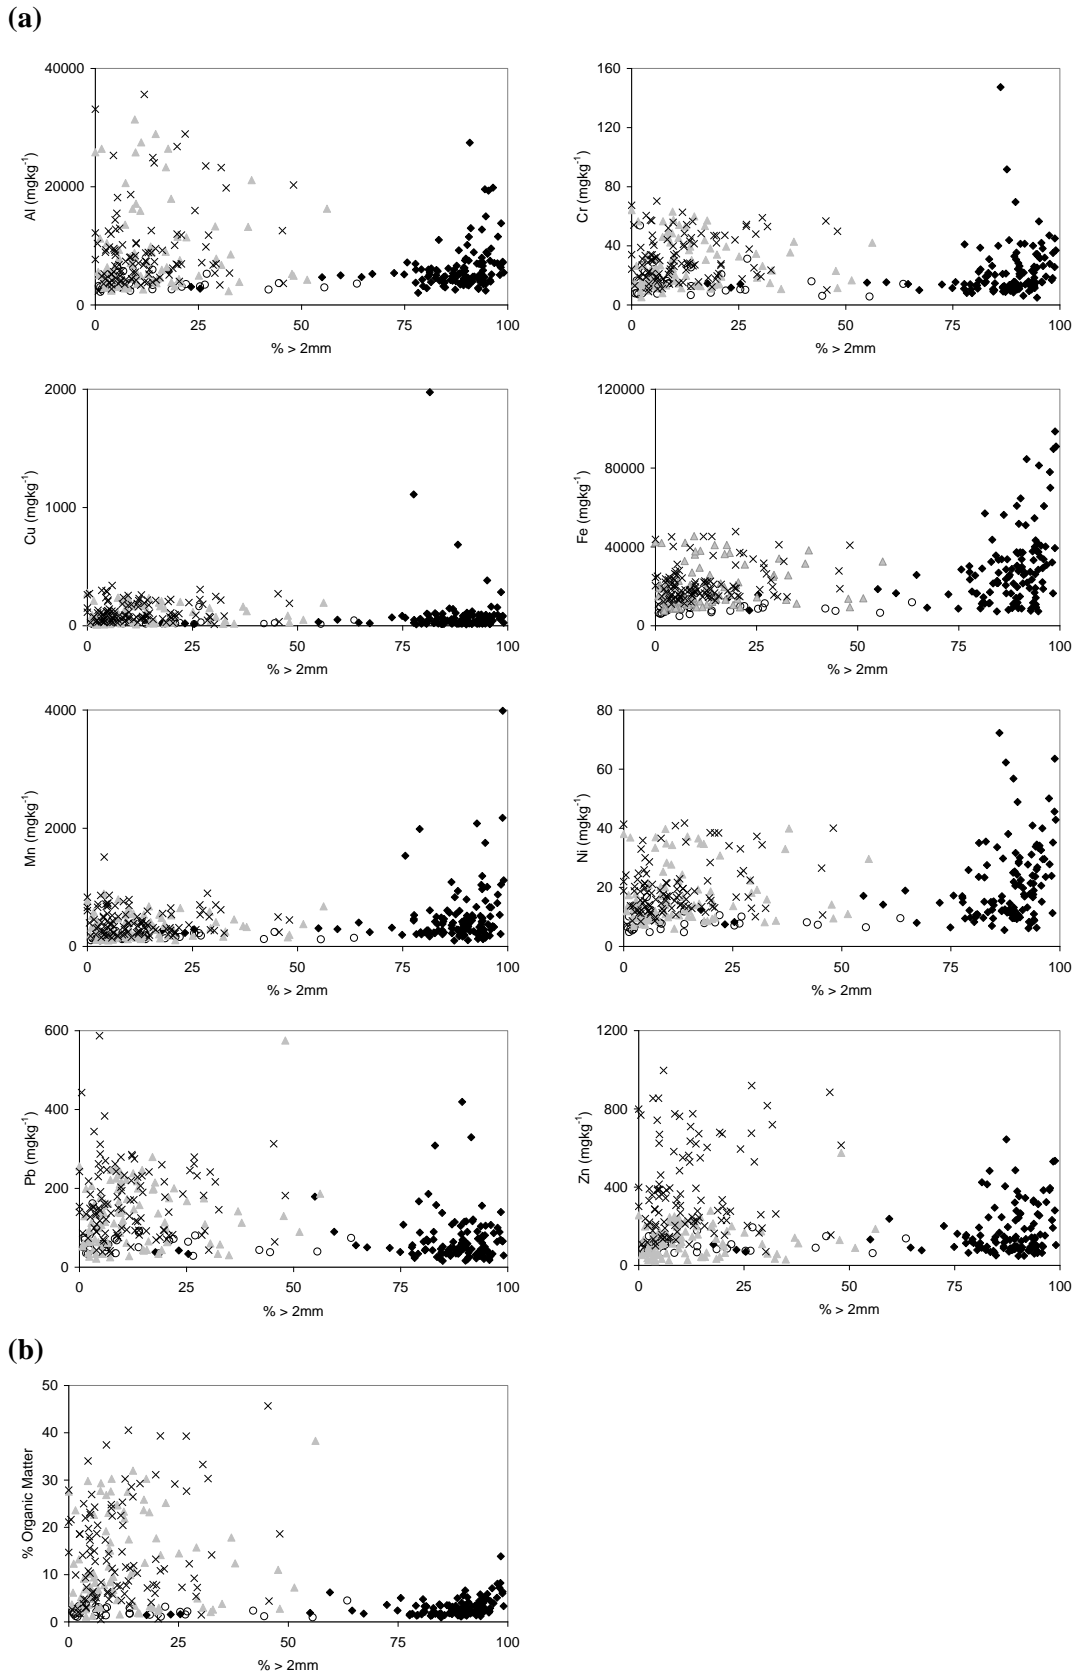 (a)
40000
20000
0
Al (mgkg-1)
0 25 50 75 100
% > 2mm
160
120
80
40
0
Cr (mgkg-1)
0 25 50 75 100
% > 2mm
2000
1000
0
Cu (mgkg-1)
0 25 50 75 100
% > 2mm
120000
80000
40000
0
Fe (mgkg-1)
0 25 50 75 100
% > 2mm
4000
2000
0
Mn (mgkg-1)
0 25 50 75 100
% > 2mm
80
60
40
20
0
Ni (mgkg-1)
0 25 50 75 100
% > 2mm
600
400
200
0
Pb (mgkg-1)
0 25 50 75 100
% > 2mm
1200
800
400
0
Zn (mgkg-1)
0 25 50 75 100
% > 2mm
(b)
50
40
30
20
10
0
% Organic Matter
0 25 50 75 100
% > 2mm